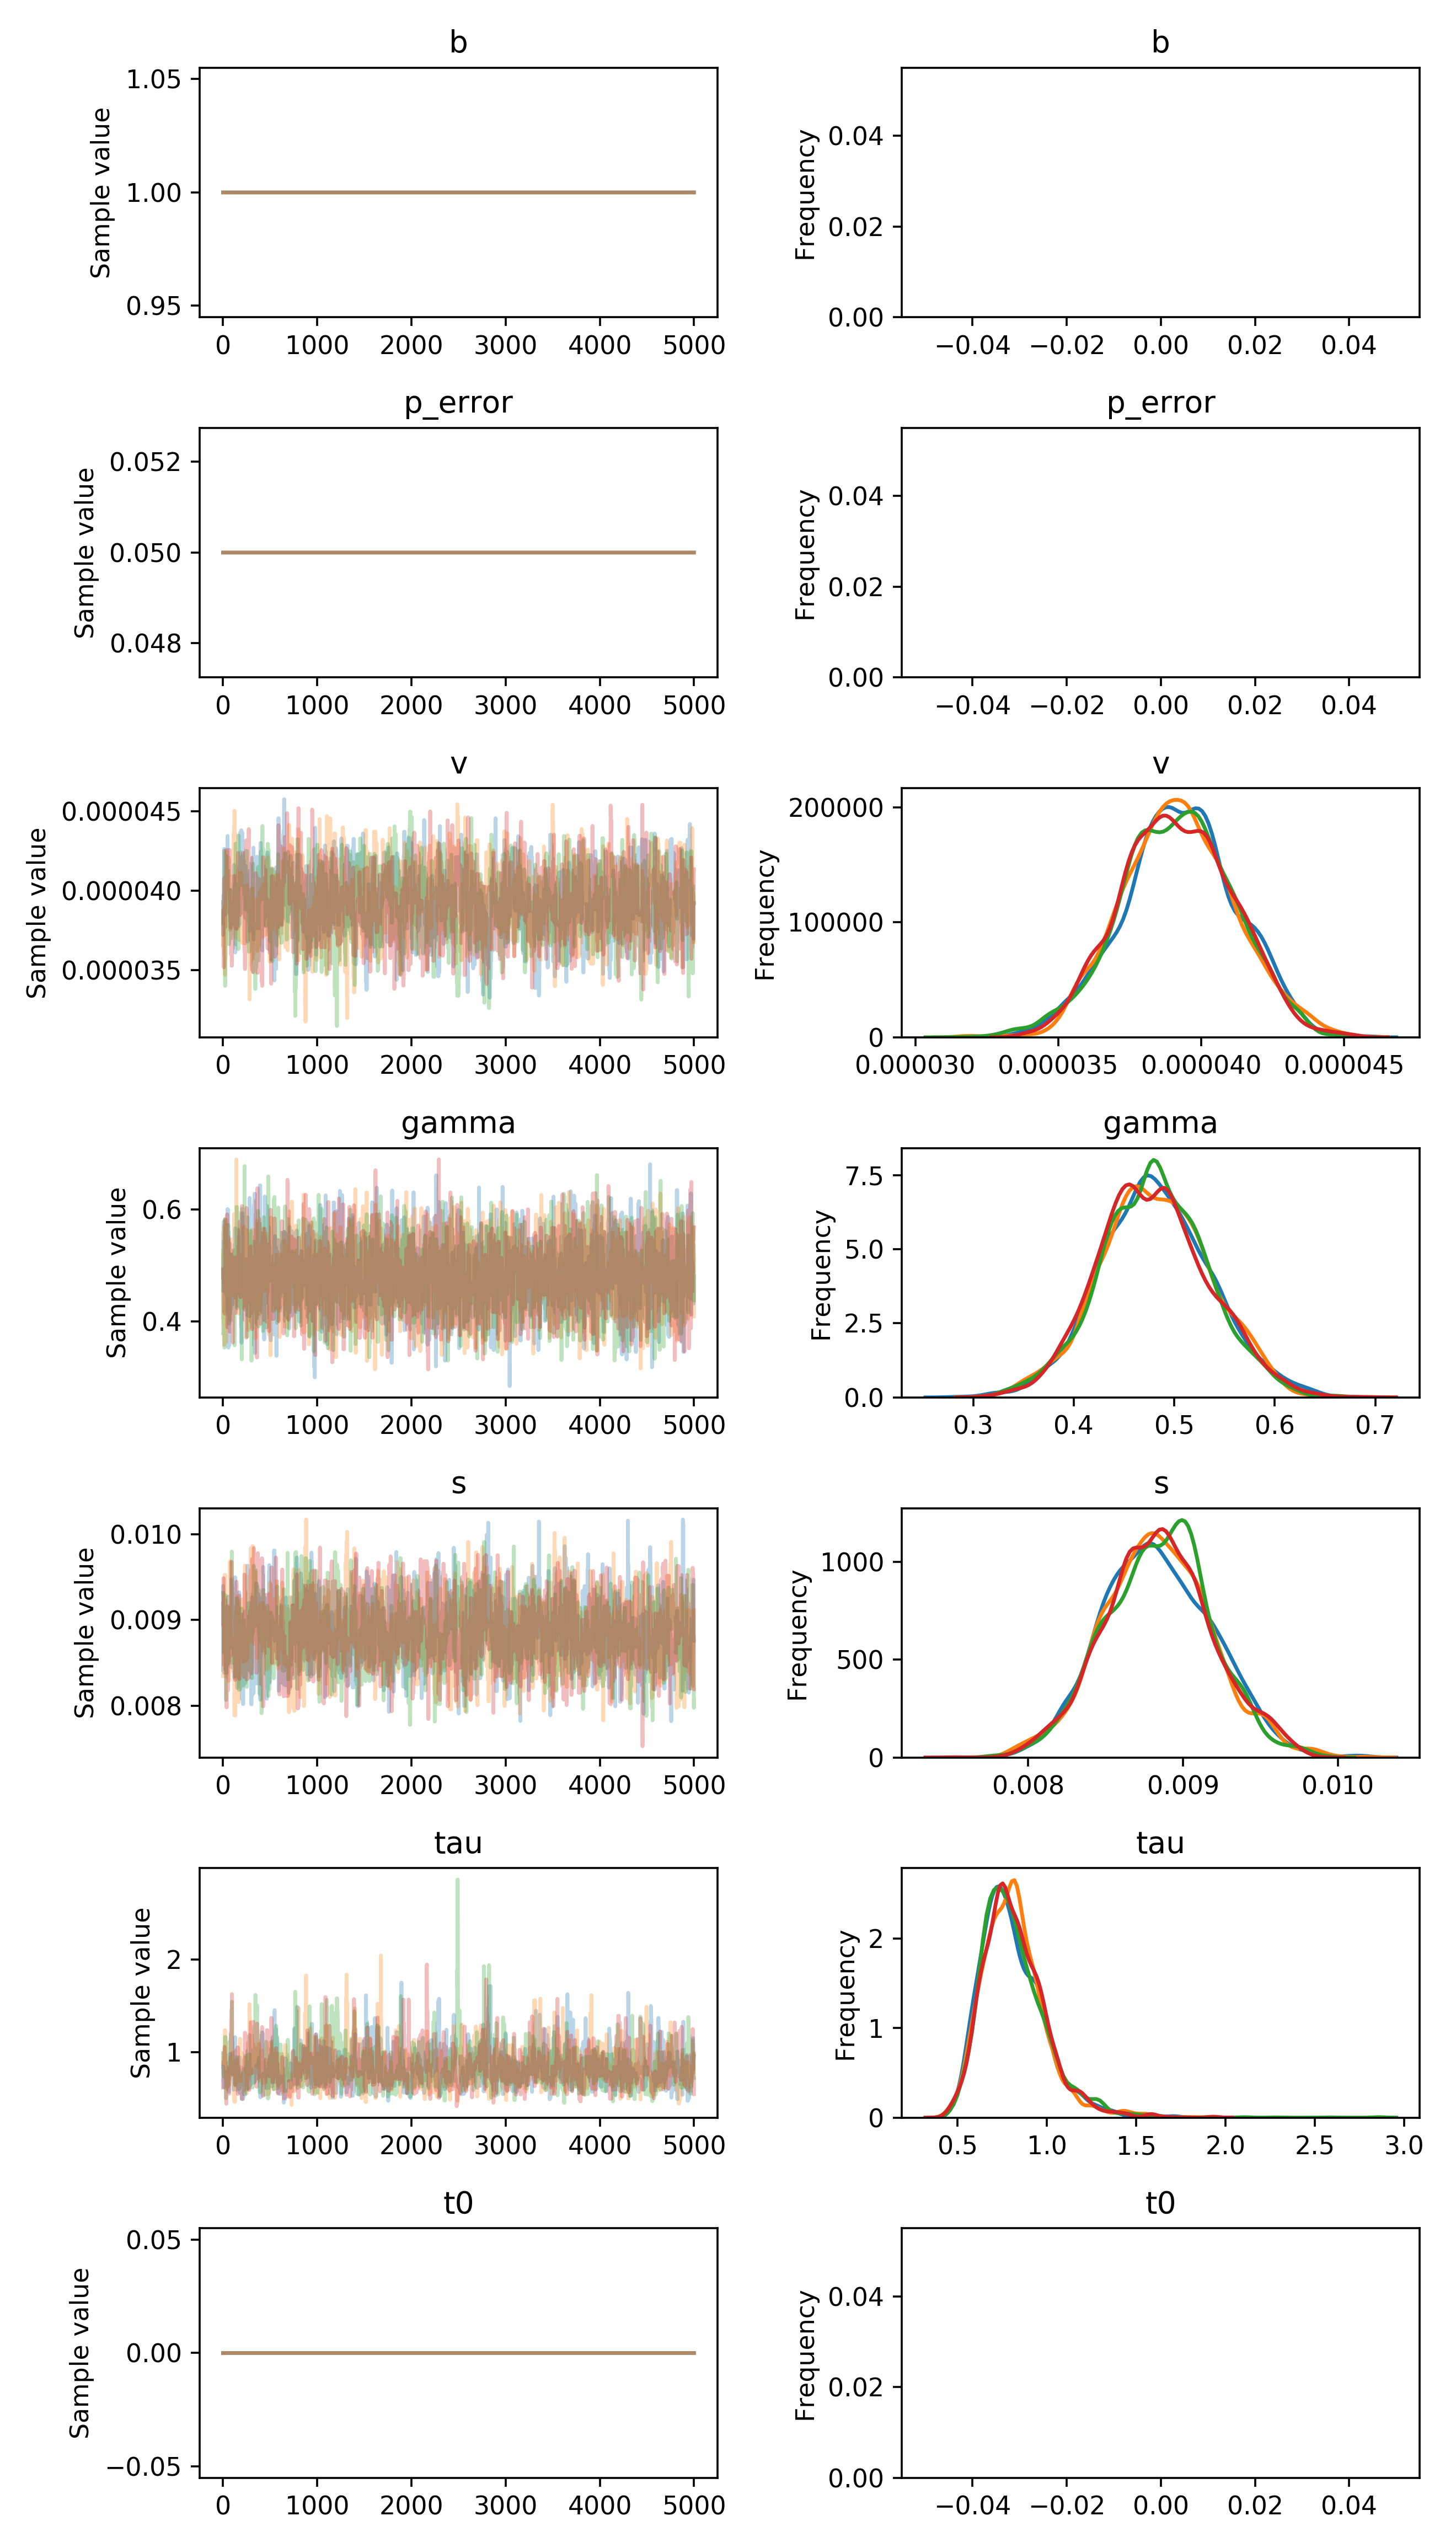 b
b
Sample value
1.05
1.00
0.95
0 1000 2000 3000 4000 5000
Frequency
0.04
0.02
0.00
−0.04 −0.02 0.00 0.02 0.04
p_error
p_error
Sample value
0.052
0.050
0.048
0 1000 2000 3000 4000 5000
Frequency
0.04
0.02
0.00
−0.04 −0.02 0.00 0.02 0.04
v
v
Sample value
0.000045
0.000040
0.000035
0 1000 2000 3000 4000 5000
Frequency
200000
100000
0
0.000030 0.000035 0.000040 0.000045
gamma
gamma
Sample value
0.6
0.4
0 1000 2000 3000 4000 5000
Frequency
7.5
5.0
2.5
0.0
0.3 0.4 0.5 0.6 0.7
s
s
Sample value
0.010
0.009
0.008
0 1000 2000 3000 4000 5000
Frequency
1000
500
0
0.008 0.009 0.010
tau
tau
Sample value
2
1
0 1000 2000 3000 4000 5000
Frequency
2
1
0
0.5 1.0 1.5 2.0 2.5 3.0
t0
t0
Sample value
0.05
0.00
−0.05
0 1000 2000 3000 4000 5000
Frequency
0.04
0.02
0.00
−0.04 −0.02 0.00 0.02 0.04